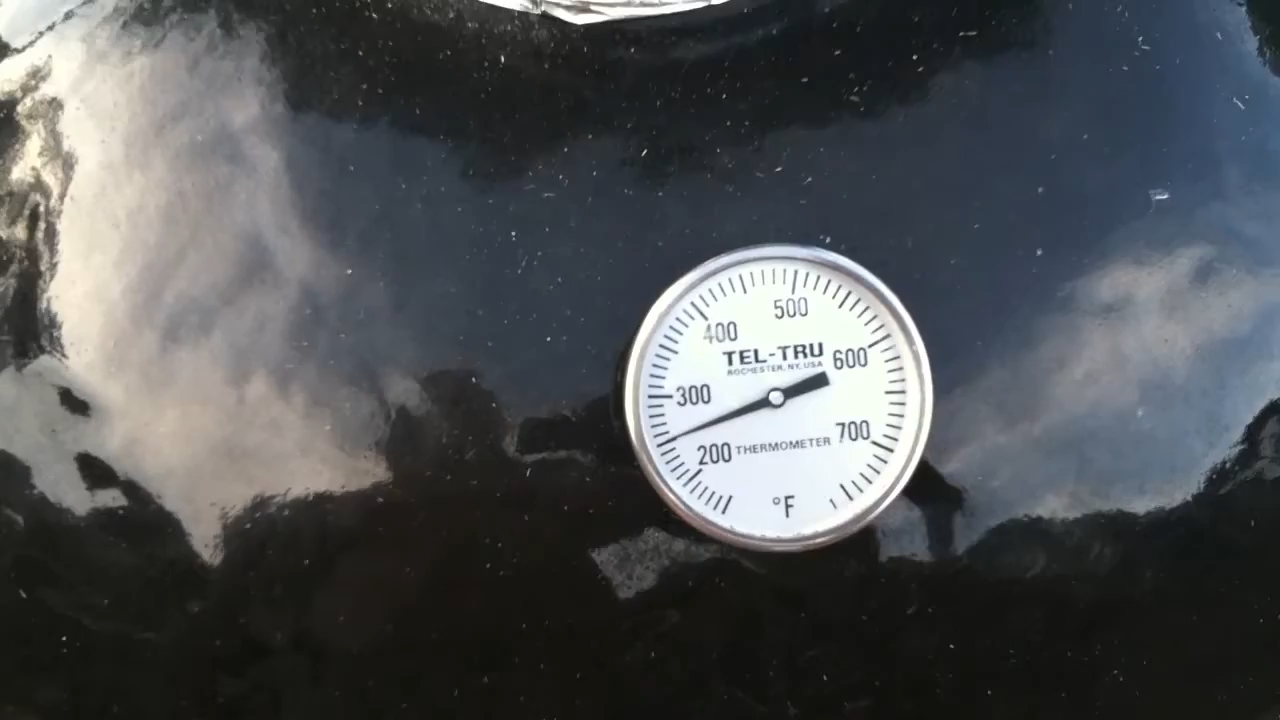 500
400
TEL-TRU
ROCHESTER, NY, USA
600
300
200 THERMOMETER 700
°F